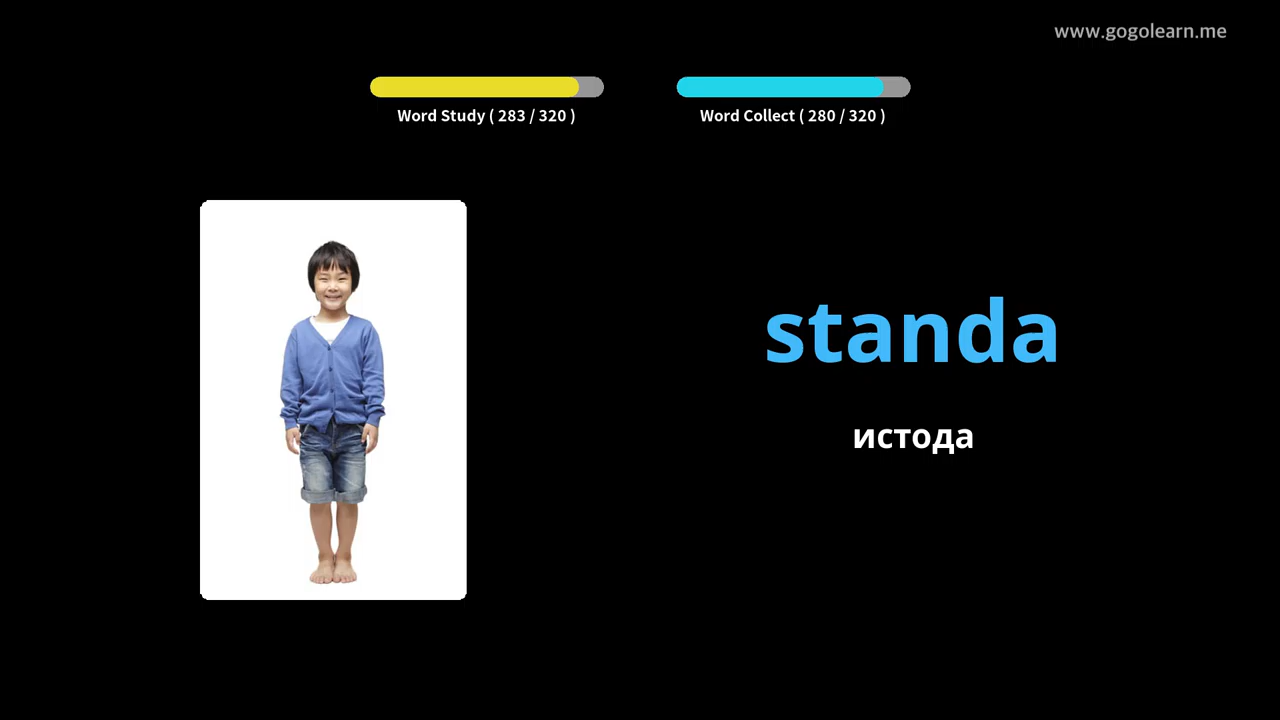 www.gogolearn.me
Word Study ( 283 / 320 )
Word Collect ( 280 / 320 )
standa
истода